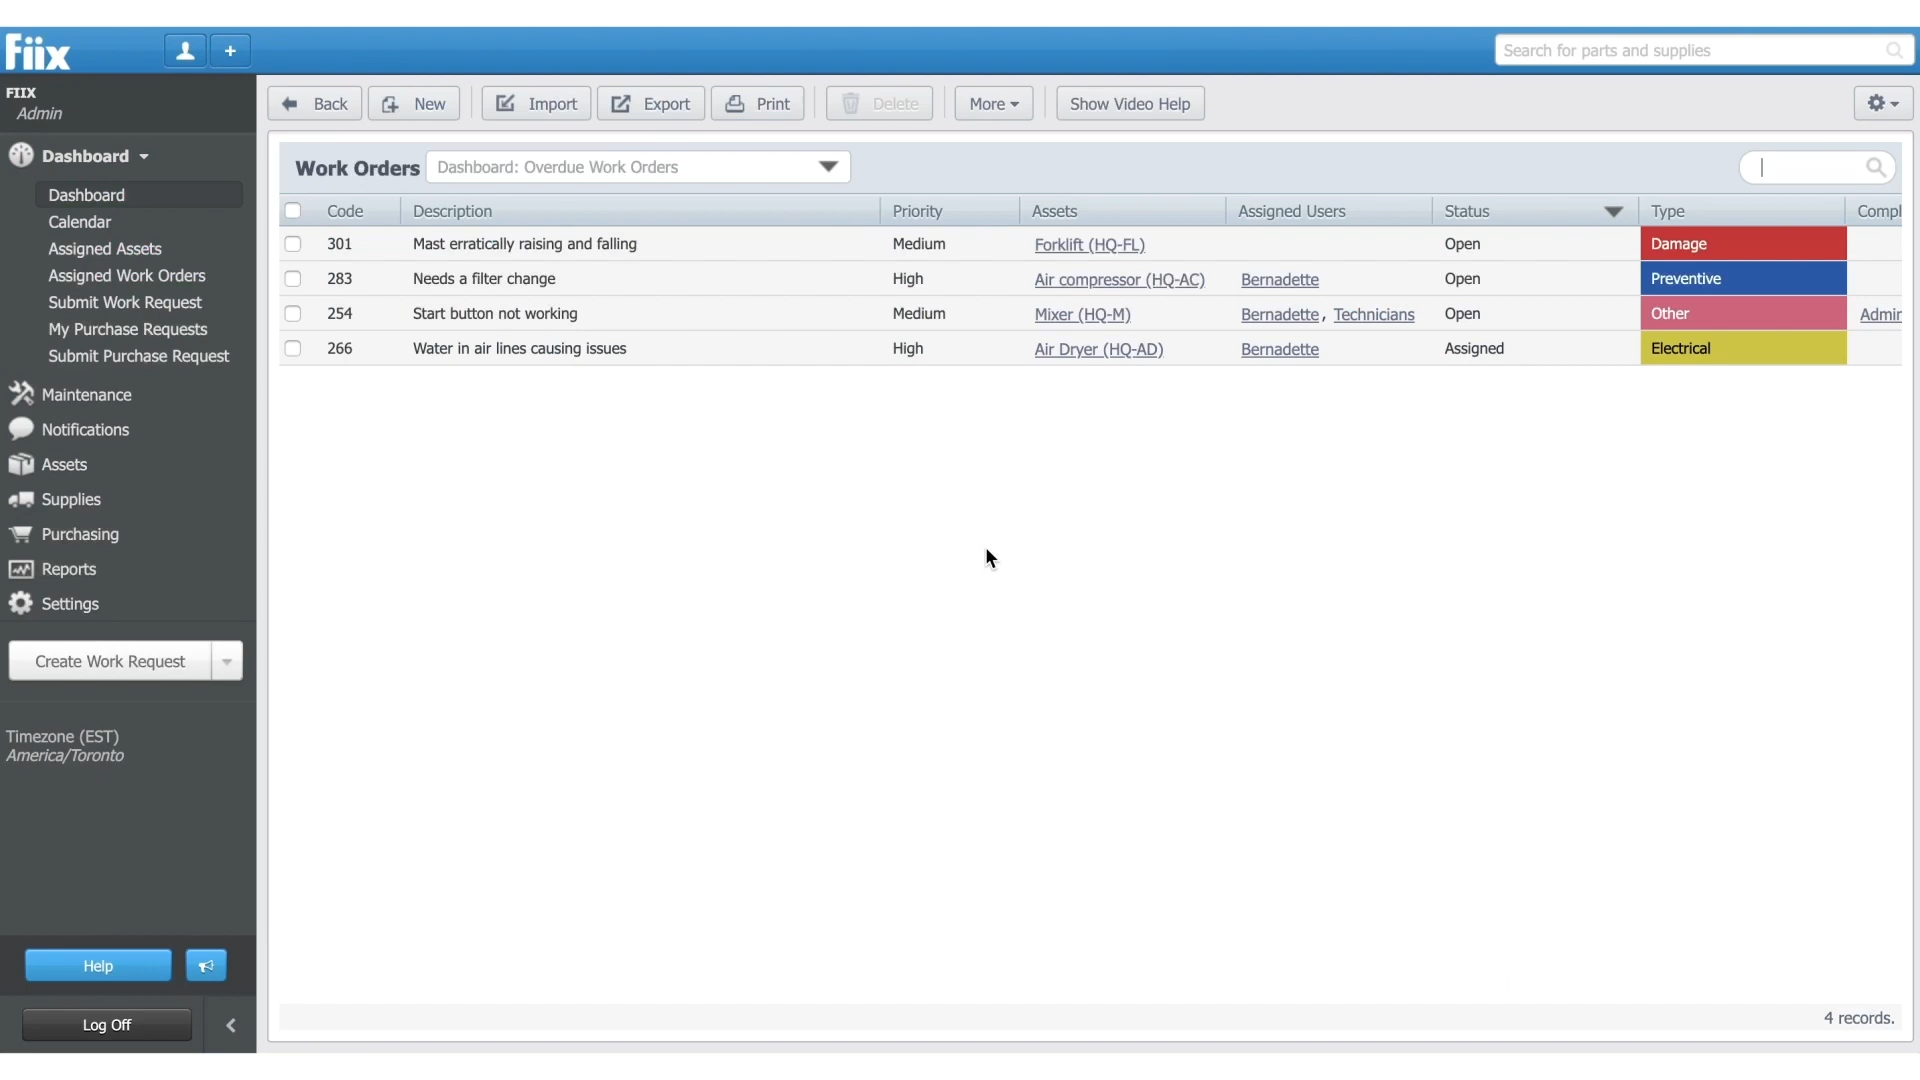 Fiix
+
Search for parts and supplies
FIIX
Admin
Back New Import Export Print Delete More Show Video Help
Dashboard
Dashboard
Calendar
Assigned Assets
Assigned Work Orders
Submit Work Request
My Purchase Requests
Submit Purchase Request
Maintenance
Notifications
Assets
Supplies
Purchasing
Reports
Settings
Create Work Request
Timezone (EST)
America/Toronto
Help
Log Off
Work Orders Dashboard: Overdue Work Orders
Code Description Priority Assets Assigned Users Status Type Compl
301 Mast erratically raising and falling Medium Forklift (HQ-FL) Open Damage
283 Needs a filter change High Air compressor (HQ-AC) Bernadette Open Preventive
254 Start button not working Medium Mixer (HQ-M) Bernadette, Technicians Open Other Admin
266 Water in air lines causing issues High Air Dryer (HQ-AD) Bernadette Assigned Electrical
4 records.